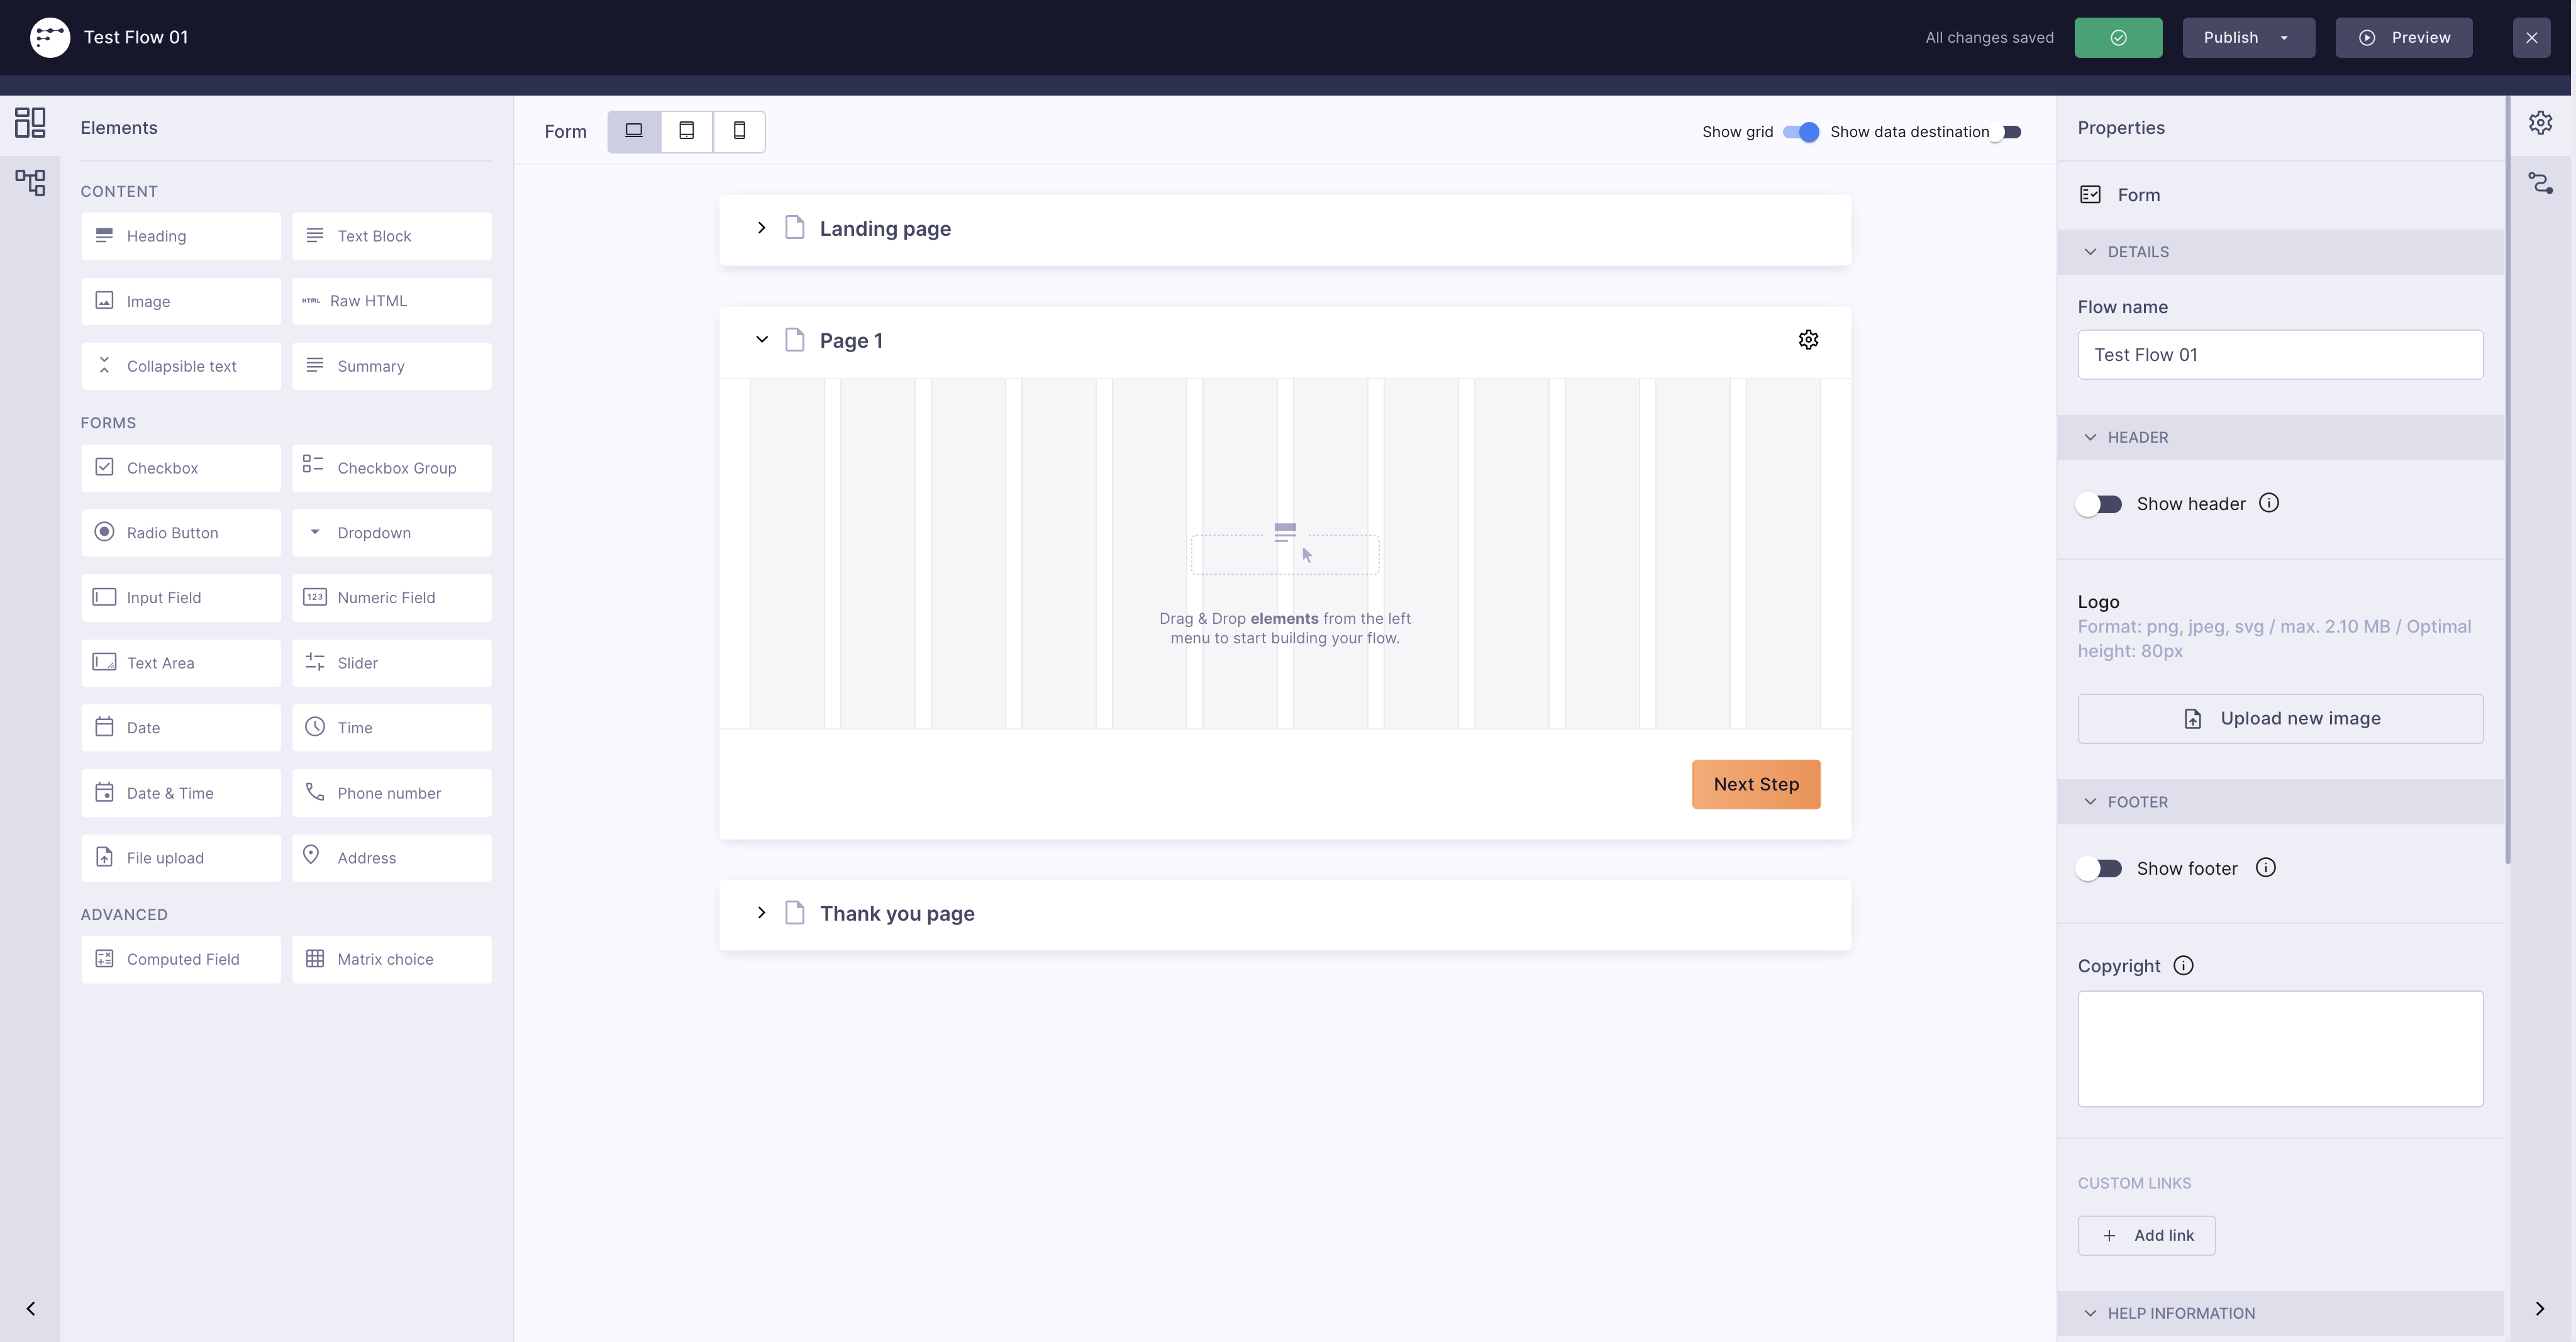 Test Flow 01
All changes saved
Publish
Preview
Elements
CONTENT
Heading
Text Block
Image
HTML Raw HTML
Collapsible text
Summary
FORMS
Checkbox
Checkbox Group
Radio Button
Dropdown
Input Field
123 Numeric Field
Text Area
Slider
Date
Time
Date & Time
Phone number
File upload
Address
ADVANCED
Computed Field
Matrix choice
Form
Show grid
Show data destination
Landing page
Page 1
Drag & Drop elements from the left
menu to start building your flow.
Next Step
Thank you page
Properties
Form
DETAILS
Flow name
Test Flow 01
HEADER
Show header
Logo
Format: png, jpeg, svg / max. 2.10 MB / Optimal
height: 80px
Upload new image
FOOTER
Show footer
Copyright
CUSTOM LINKS
Add link
HELP INFORMATION